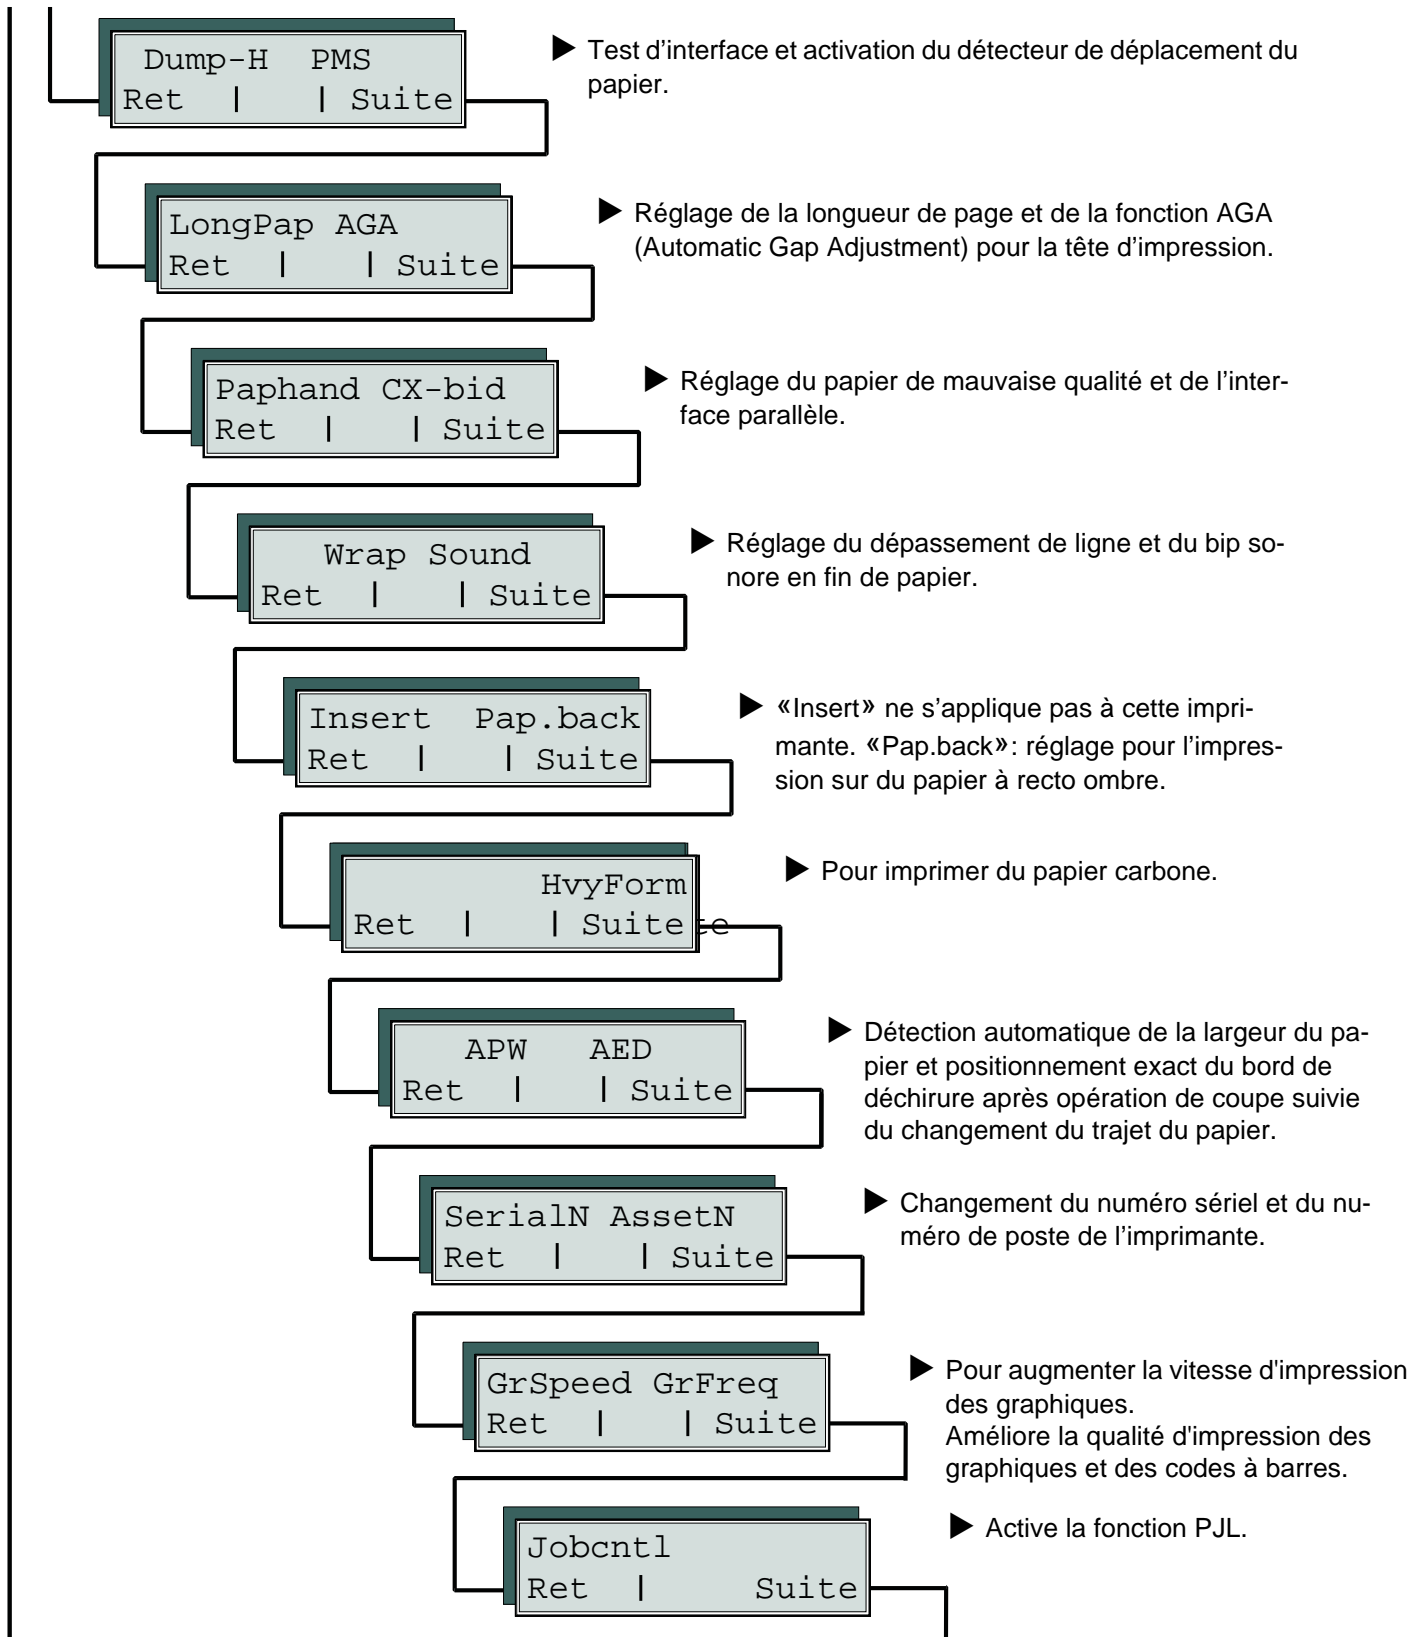 Dump-H PMS
Ret | | Suite
Test d’interface et activation du détecteur de déplacement du
papier.
LongPap AGA
Ret | | Suite
Réglage de la longueur de page et de la fonction AGA
(Automatic Gap Adjustment) pour la tête d’impression.
Paphand CX-bid
Ret | | Suite
Réglage du papier de mauvaise qualité et de l’inter-
face parallèle.
Wrap Sound
Ret | | Suite
Réglage du dépassement de ligne et du bip so-
nore en fin de papier.
Insert Pap.back
Ret | | Suite
«Insert» ne s’applique pas à cette impri-
mante. «Pap.back»: réglage pour l’impres-
sion sur du papier à recto ombre.
HvyForm
Ret | | Suite te
Pour imprimer du papier carbone.
APW AED
Ret | | Suite
Détection automatique de la largeur du pa-
pier et positionnement exact du bord de
déchirure après opération de coupe suivie
du changement du trajet du papier.
SerialN AssetN
Ret | | Suite
Changement du numéro sériel et du nu-
méro de poste de l’imprimante.
GrSpeed GrFreq
Ret | | Suite
Pour augmenter la vitesse d'impression
des graphiques.
Améliore la qualité d'impression des
graphiques et des codes à barres.
Jobcntl
Ret | Suite
Active la fonction PJL.